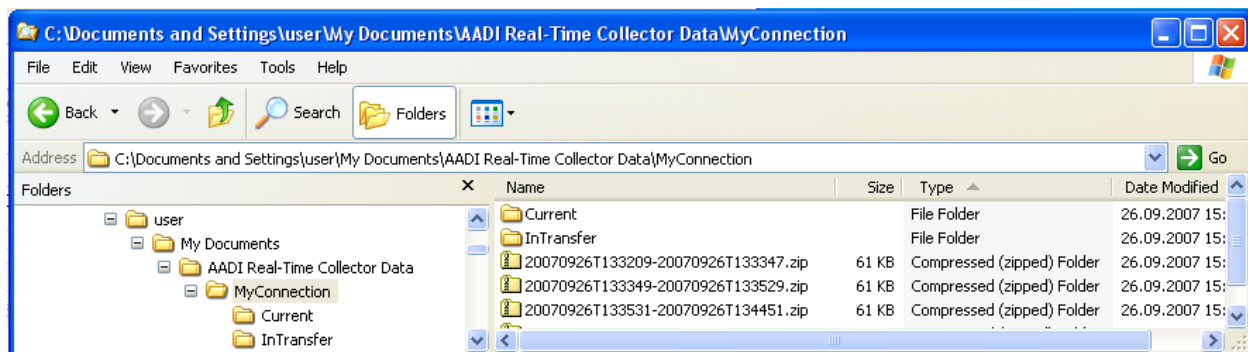 C:\Documents and Settings\user\My Documents\AADI Real-Time Collector Data\MyConnection
File Edit View Favorites Tools Help
Back Search Folders
Address C:\Documents and Settings\user\My Documents\AADI Real-Time Collector Data\MyConnection Go
Folders Name Size Type Date Modified
user Current File Folder 26.09.2007 15:
My Documents InTransfer File Folder 26.09.2007 15:
AADI Real-Time Collector Data 20070926T133209-20070926T133347.zip 61 KB Compressed (zipped) Folder 26.09.2007 15:
MyConnection 20070926T133349-20070926T133529.zip 61 KB Compressed (zipped) Folder 26.09.2007 15:
Current 20070926T133531-20070926T134451.zip 61 KB Compressed (zipped) Folder 26.09.2007 15:
InTransfer